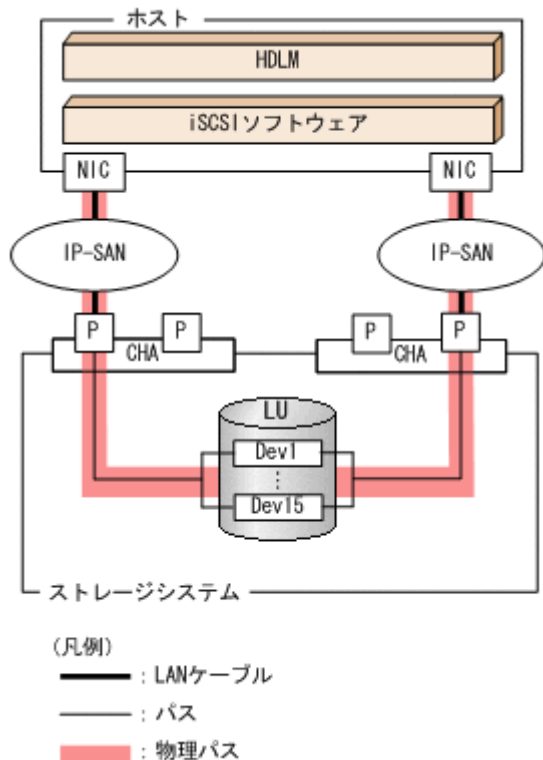 ホスト
HDLM
iSCSIソフトウェア
NIC
NIC
IP-SAN
IP-SAN
P
P
P
P
CHA
CHA
LU
Dev1
⋮
Dev15
ストレージシステム
(凡例)
: LANケーブル
: パス
: 物理パス